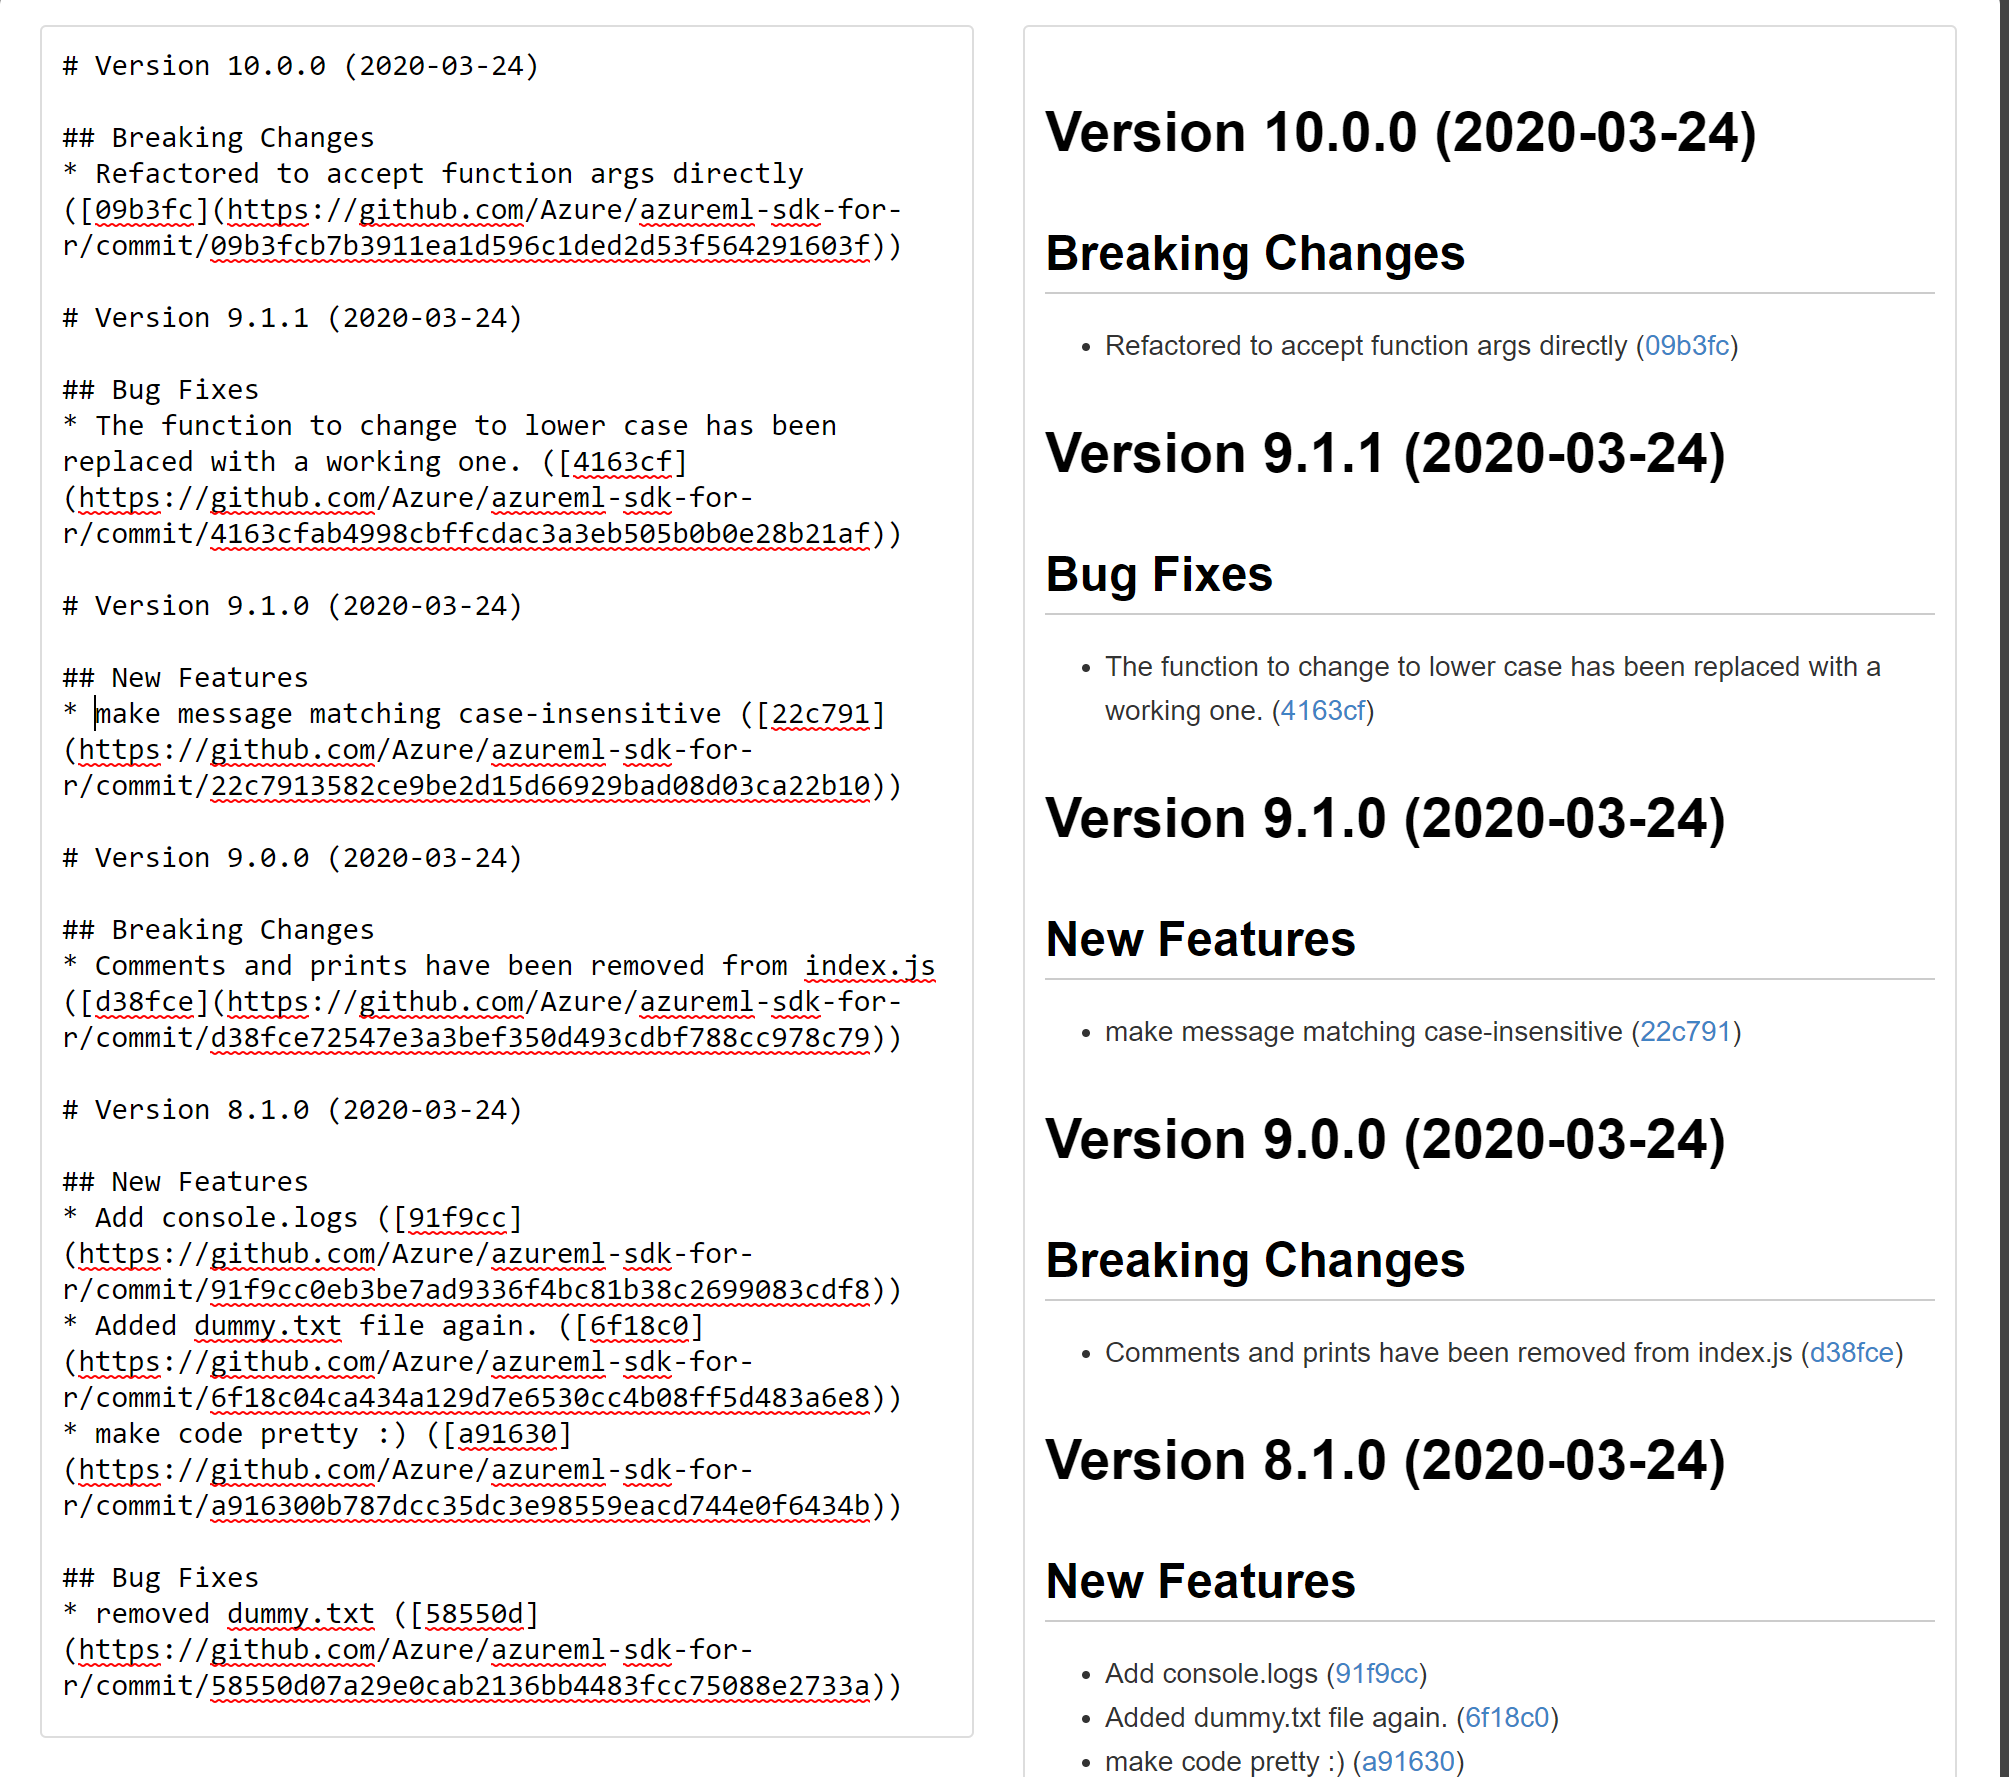 # Version 10.0.0 (2020-03-24)
## Breaking Changes
* Refactored to accept function args directly
([09b3fc](https://github.com/Azure/azureml-sdk-for-
r/commit/09b3fcb7b3911ea1d596c1ded2d53f564291603f))
# Version 9.1.1 (2020-03-24)
## Bug Fixes
* The function to change to lower case has been
replaced with a working one. ([4163cf]
(https://github.com/Azure/azureml-sdk-for-
r/commit/4163cfab4998cbffcdac3a3eb505b0b0e28b21af))
# Version 9.1.0 (2020-03-24)
## New Features
* make message matching case-insensitive ([22c791]
(https://github.com/Azure/azureml-sdk-for-
r/commit/22c7913582ce9be2d15d66929bad08d03ca22b10))
# Version 9.0.0 (2020-03-24)
## Breaking Changes
* Comments and prints have been removed from index.js
([d38fce](https://github.com/Azure/azureml-sdk-for-
r/commit/d38fce72547e3a3bef350d493cdbf788cc978c79))
# Version 8.1.0 (2020-03-24)
## New Features
* Add console.logs ([91f9cc]
(https://github.com/Azure/azureml-sdk-for-
r/commit/91f9cc0eb3be7ad9336f4bc81b38c2699083cdf8))
* Added dummy.txt file again. ([6f18c0]
(https://github.com/Azure/azureml-sdk-for-
r/commit/6f18c04ca434a129d7e6530cc4b08ff5d483a6e8))
* make code pretty :) ([a91630]
(https://github.com/Azure/azureml-sdk-for-
r/commit/a916300b787dcc35dc3e98559eacd744e0f6434b))
## Bug Fixes
* removed dummy.txt ([58550d]
(https://github.com/Azure/azureml-sdk-for-
r/commit/58550d07a29e0cab2136bb4483fcc75088e2733a))
Version 10.0.0 (2020-03-24)
Breaking Changes
• Refactored to accept function args directly (09b3fc)
Version 9.1.1 (2020-03-24)
Bug Fixes
• The function to change to lower case has been replaced with a
working one. (4163cf)
Version 9.1.0 (2020-03-24)
New Features
• make message matching case-insensitive (22c791)
Version 9.0.0 (2020-03-24)
Breaking Changes
• Comments and prints have been removed from index.js (d38fce)
Version 8.1.0 (2020-03-24)
New Features
• Add console.logs (91f9cc)
• Added dummy.txt file again. (6f18c0)
• make code pretty :) (a91630)